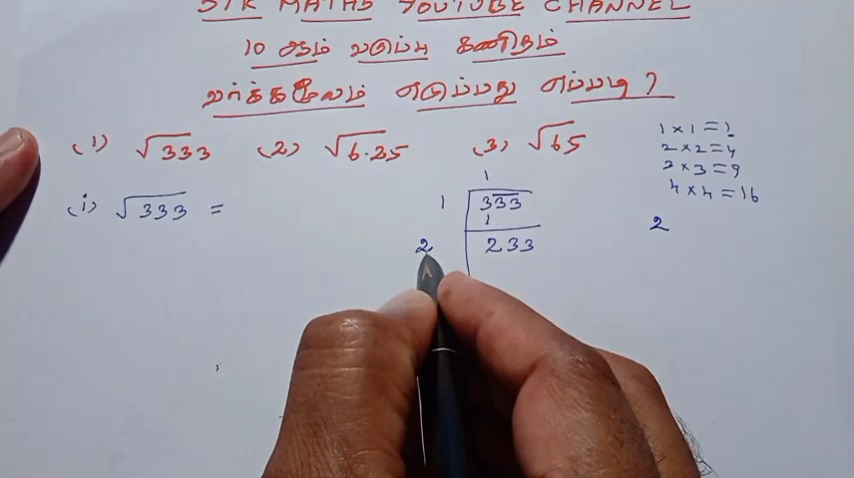 STR MATHS YOUTUBE CHANNEL
10 ஆம் வகுப்பு கணிதம்
வர்க்கமூலம் எடுப்பது எப்படி?
(1) √333 (2) √6.25 (3) √65
1×1=1
2×2=4
3×3=9
4×4=16
(i) √333 =
1
1 333
1
2 233
2